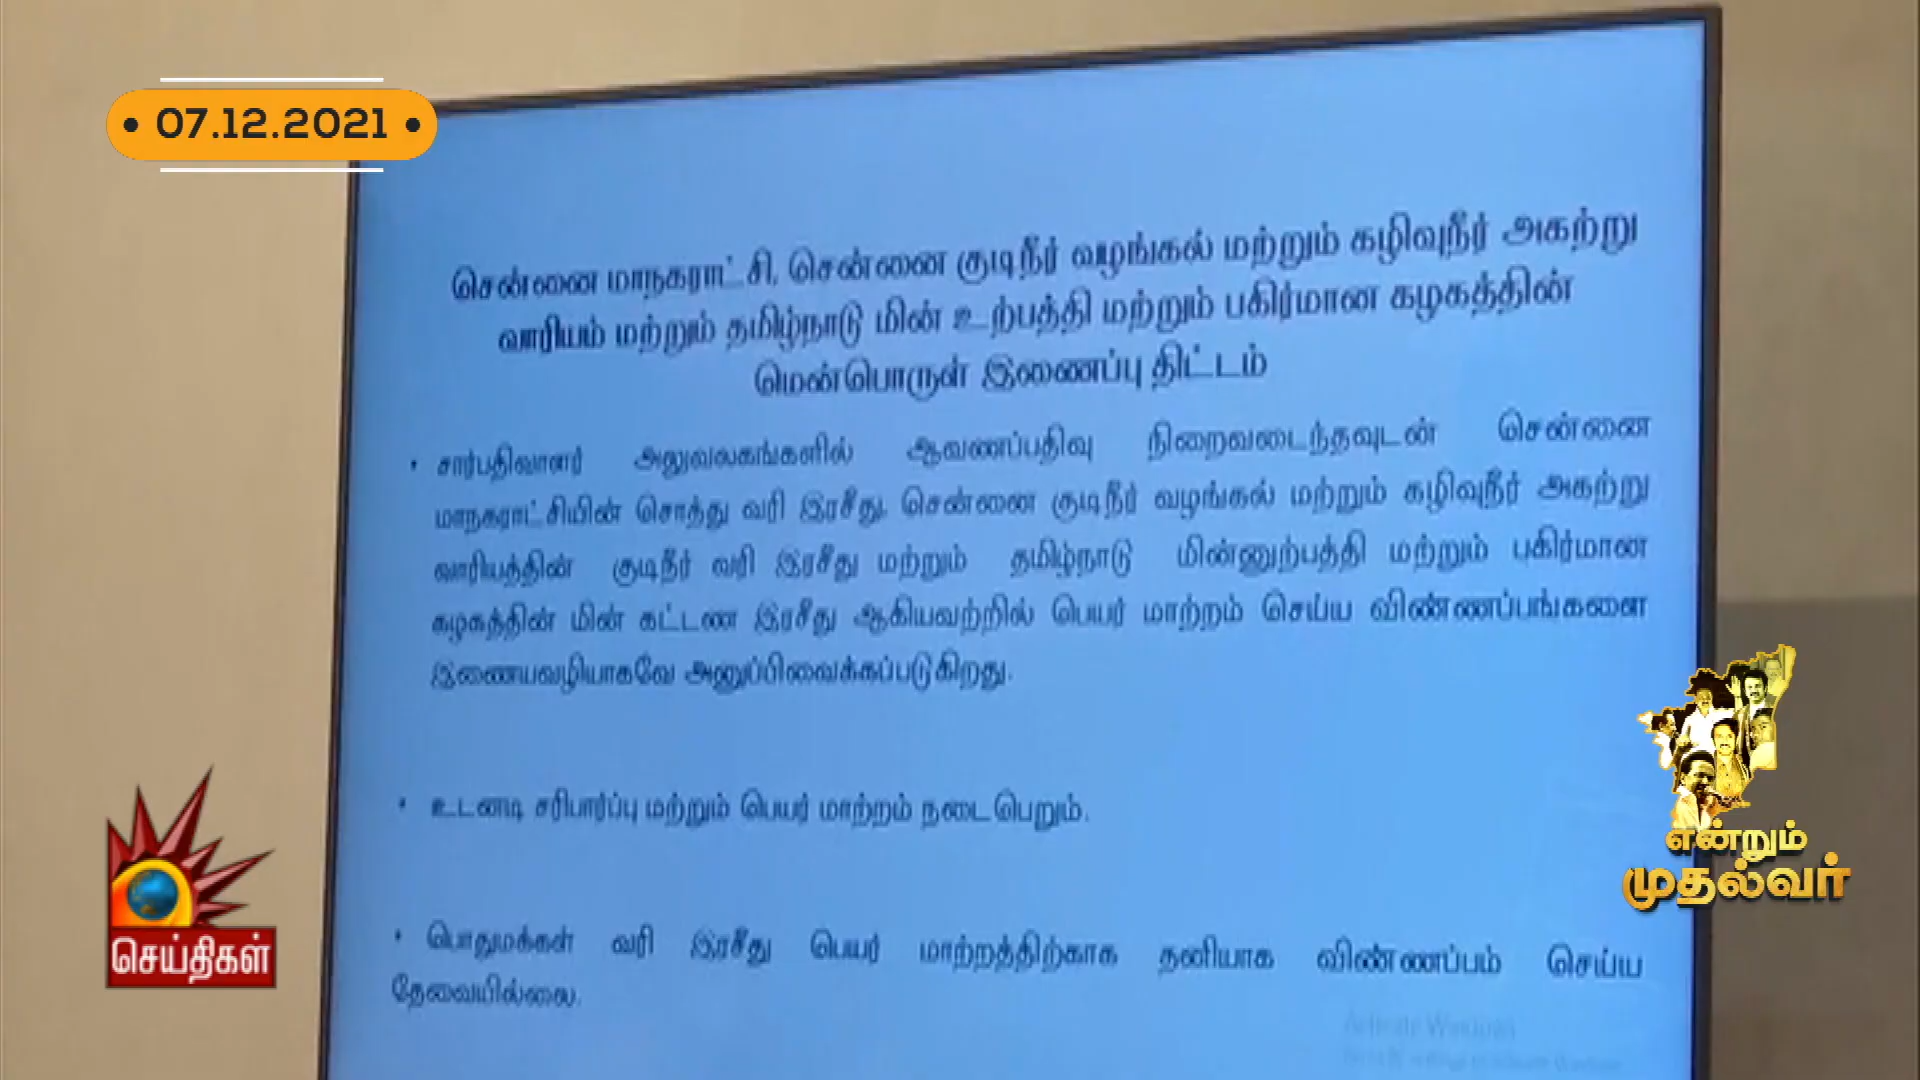 07.12.2021
சென்னை மாநகராட்சி, சென்னை குடிநீர் வழங்கல் மற்றும் கழிவுநீர் அகற்று
வாரியம் மற்றும் தமிழ்நாடு மின் உற்பத்தி மற்றும் பகிர்மான கழகத்தின்
மென்பொருள் இணைப்பு திட்டம்
• சார்பதிவாளர் அலுவலகங்களில் ஆவணப்பதிவு நிறைவடைந்தவுடன் சென்னை
மாநகராட்சியின் சொத்து வரி இரசீது, சென்னை குடிநீர் வழங்கல் மற்றும் கழிவுநீர் அகற்று
வாரியத்தின் குடிநீர் வரி இரசீது மற்றும் தமிழ்நாடு மின்னுற்பத்தி மற்றும் பகிர்மான
கழகத்தின் மின் கட்டண இரசீது ஆகியவற்றில் பெயர் மாற்றம் செய்ய விண்ணப்பங்களை
இணையவழியாகவே அனுப்பிவைக்கப்படுகிறது.
• உடனடி சரிபார்ப்பு மற்றும் பெயர் மாற்றம் நடைபெறும்.
• பொதுமக்கள் வரி இரசீது பெயர் மாற்றத்திற்காக தனியாக விண்ணப்பம் செய்ய
தேவையில்லை.
Activate Windows
என்றும்
முதல்வர்
செய்திகள்